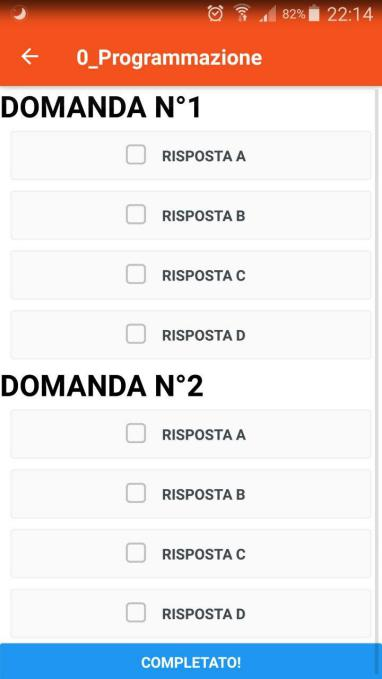 82% 22:14
0_Programmazione
DOMANDA N°1
RISPOSTA A
RISPOSTA B
RISPOSTA C
RISPOSTA D
DOMANDA N°2
RISPOSTA A
RISPOSTA B
RISPOSTA C
RISPOSTA D
COMPLETATO!